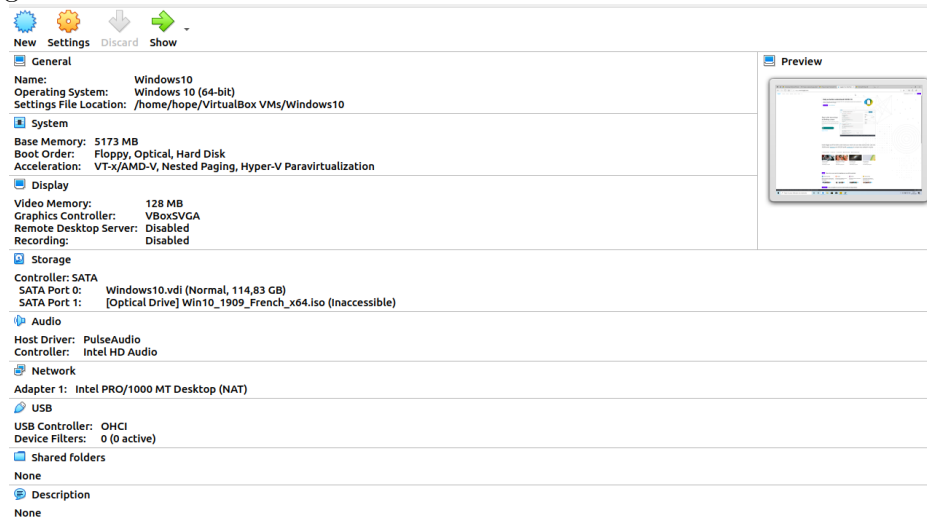 New Settings Discard Show
General
Name: Windows10
Operating System: Windows 10 (64-bit)
Settings File Location: /home/hope/VirtualBox VMs/Windows10
Preview
System
Base Memory: 5173 MB
Boot Order: Floppy, Optical, Hard Disk
Acceleration: VT-x/AMD-V, Nested Paging, Hyper-V Paravirtualization
Display
Video Memory: 128 MB
Graphics Controller: VBoxSVGA
Remote Desktop Server: Disabled
Recording: Disabled
Storage
Controller: SATA
SATA Port 0: Windows10.vdi (Normal, 114,83 GB)
SATA Port 1: [Optical Drive] Win10_1909_French_x64.iso (Inaccessible)
Audio
Host Driver: PulseAudio
Controller: Intel HD Audio
Network
Adapter 1: Intel PRO/1000 MT Desktop (NAT)
USB
USB Controller: OHCI
Device Filters: 0 (0 active)
Shared folders
None
Description
None